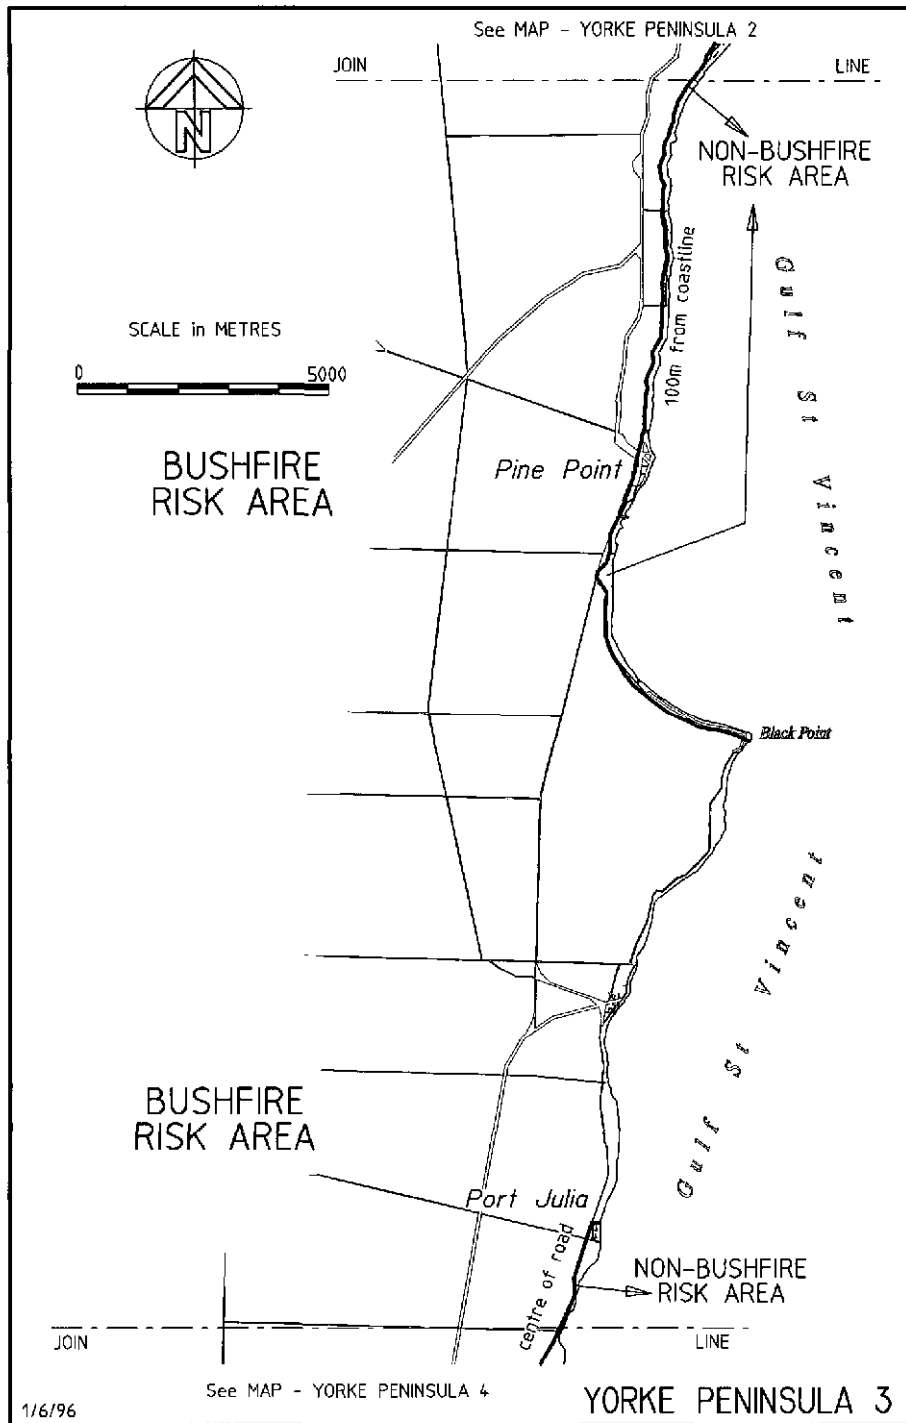 See MAP - YORKE PENINSULA 2
JOIN
LINE
N
NON-BUSHFIRE
RISK AREA
100m from coastline
Gulf St Vincent
SCALE in METRES
0
5000
BUSHFIRE
RISK AREA
Pine Point
Black Point
Gulf St Vincent
BUSHFIRE
RISK AREA
Port Julia
centre of road
NON-BUSHFIRE
RISK AREA
JOIN
LINE
See MAP - YORKE PENINSULA 4
YORKE PENINSULA 3
1/6/96